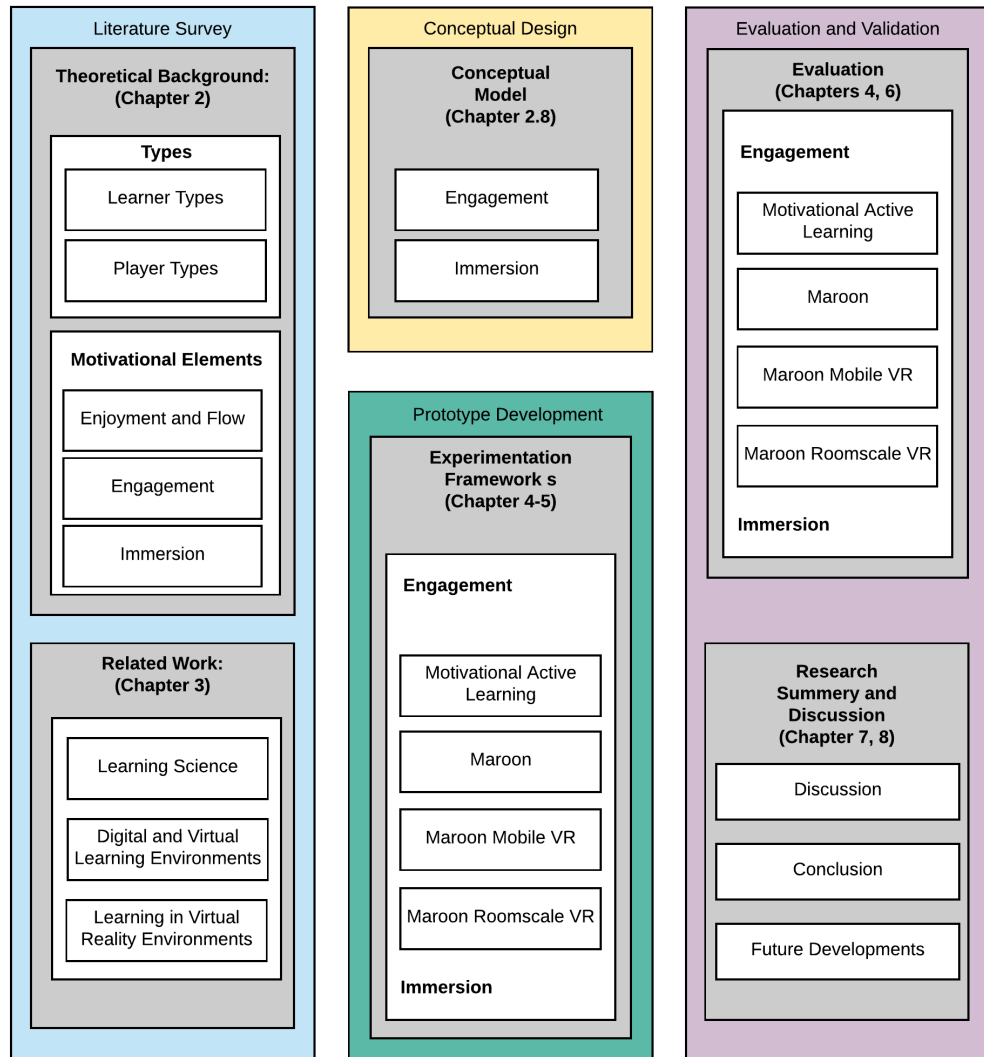 Literature Survey
Theoretical Background:
(Chapter 2)
Types
Learner Types
Player Types
Motivational Elements
Enjoyment and Flow
Engagement
Immersion
Related Work:
(Chapter 3)
Learning Science
Digital and Virtual
Learning Environments
Learning in Virtual
Reality Environments
Conceptual Design
Conceptual
Model
(Chapter 2.8)
Engagement
Immersion
Prototype Development
Experimentation
Framework s
(Chapter 4-5)
Engagement
Motivational Active
Learning
Maroon
Maroon Mobile VR
Maroon Roomscale VR
Immersion
Evaluation and Validation
Evaluation
(Chapters 4, 6)
Engagement
Motivational Active
Learning
Maroon
Maroon Mobile VR
Maroon Roomscale VR
Immersion
Research
Summery and
Discussion
(Chapter 7, 8)
Discussion
Conclusion
Future Developments